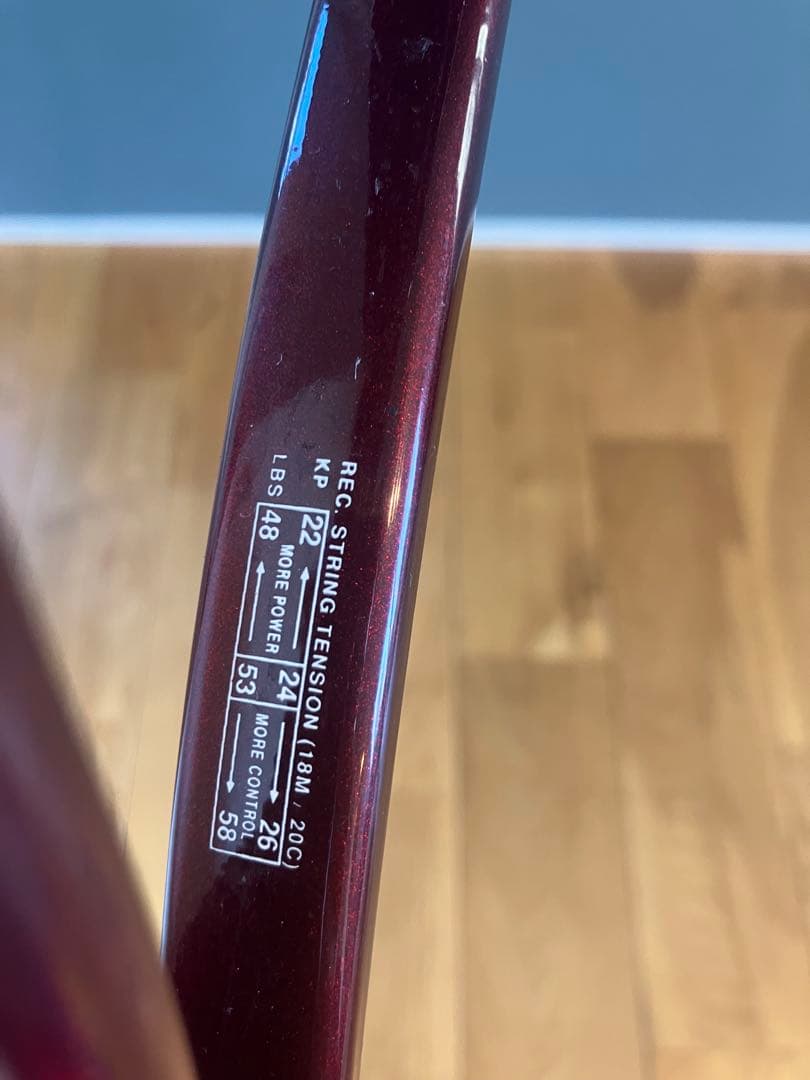 REC. STRING TENSION (18M, 20C)
KP 22 24 26
MORE POWER MORE CONTROL
LBS 48 53 58